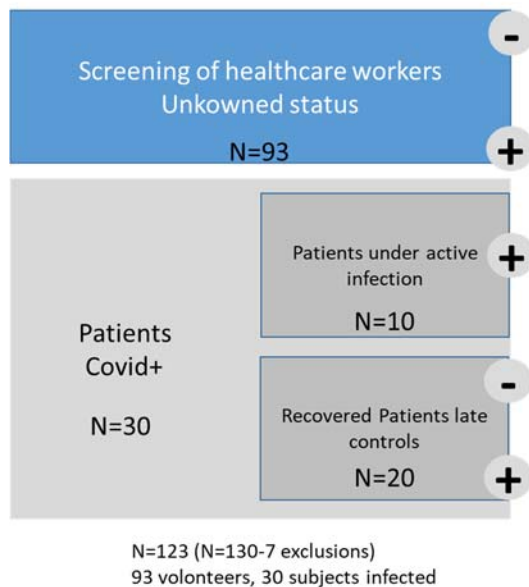 -
Screening of healthcare workers
Unkowned status
N=93
+
Patients
Covid+
N=30
Patients under active
infection
N=10
+
-
Recovered Patients late
controls
N=20
+
N=123 (N=130-7 exclusions)
93 volonteers, 30 subjects infected